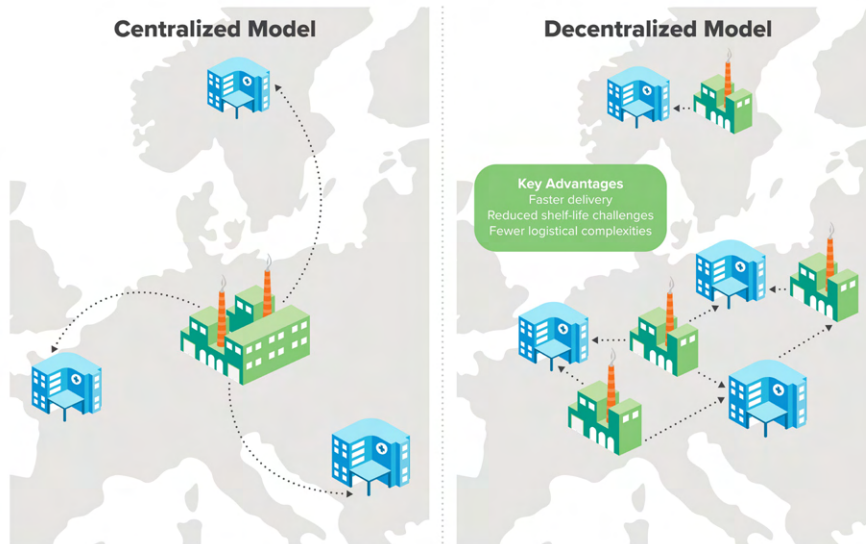 Centralized Model
Decentralized Model
Key Advantages
Faster delivery
Reduced shelf-life challenges
Fewer logistical complexities